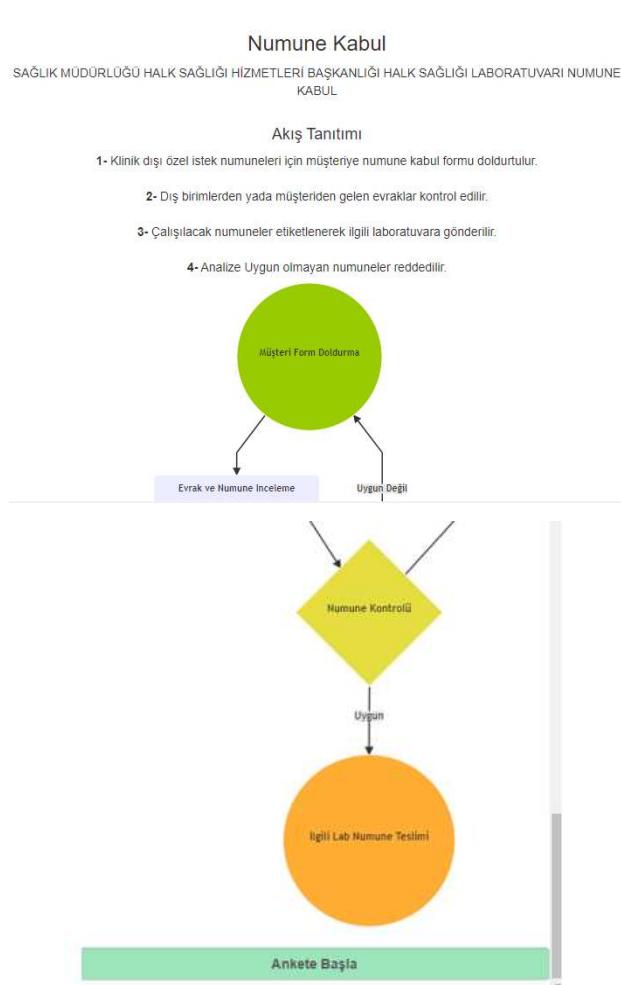 Numune Kabul
SAĞLIK MÜDÜRLÜĞÜ HALK SAĞLIĞI HİZMETLERİ BAŞKANLIĞI HALK SAĞLIĞI LABORATUVARI NUMUNE
KABUL
Akış Tanıtımı
1- Klinik dışı özel istek numuneleri için müşteriye numune kabul formu doldurtulur.
2- Dış birimlerden yada müşteriden gelen evraklar kontrol edilir.
3- Çalışılacak numuneler etiketlenerek ilgili laboratuvara gönderilir.
4- Analize Uygun olmayan numuneler reddedilir.
Müşteri Form Doldurma
Evrak ve Numune İnceleme
Uygun Değil
Numune Kontrolü
Uygun
İlgili Lab Numune Teslimi
Ankete Başla